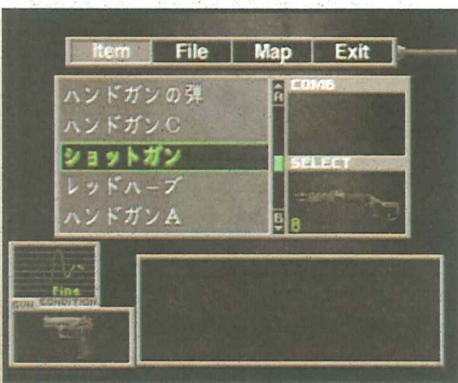 Item File Map Exit
ハンドガンの弾
ハンドガンC
ショットガン
レッドハーブ
ハンドガンA
A
B
COMB
SELECT
8
Fine
GUN CONDITION